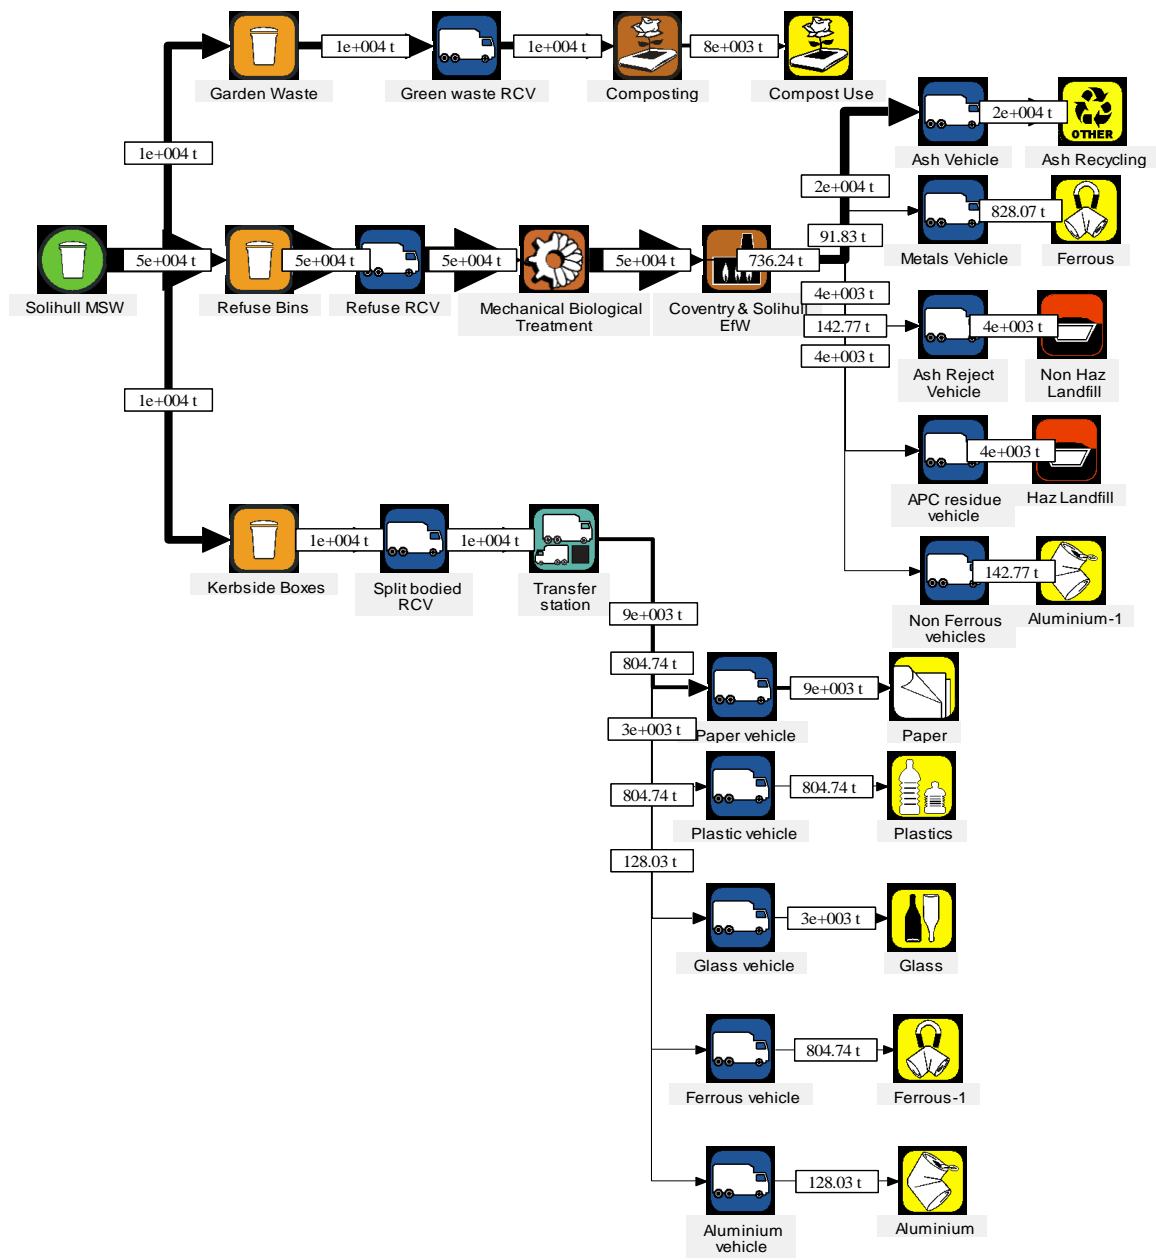 1e+004 t
1e+004 t
8e+003 t
Garden Waste
Green waste RCV
Composting
Compost Use
2e+004 t
OTHER
Ash Vehicle
Ash Recycling
1e+004 t
2e+004 t
828.07 t
91.83 t
Metals Vehicle
Ferrous
5e+004 t
5e+004 t
5e+004 t
5e+004 t
736.24 t
Solihull MSW
Refuse Bins
Refuse RCV
Mechanical Biological
Treatment
Coventry & Solihull
EfW
4e+003 t
142.77 t
4e+003 t
4e+003 t
Ash Reject
Vehicle
Non Haz
Landfill
1e+004 t
4e+003 t
APC residue
vehicle
Haz Landfill
1e+004 t
1e+004 t
142.77 t
Kerbside Boxes
Split bodied
RCV
Transfer
station
Non Ferrous
vehicles
Aluminium-1
9e+003 t
804.74 t
9e+003 t
3e+003 t
Paper vehicle
Paper
804.74 t
804.74 t
Plastic vehicle
Plastics
128.03 t
3e+003 t
Glass vehicle
Glass
804.74 t
Ferrous vehicle
Ferrous-1
128.03 t
Aluminium
vehicle
Aluminium